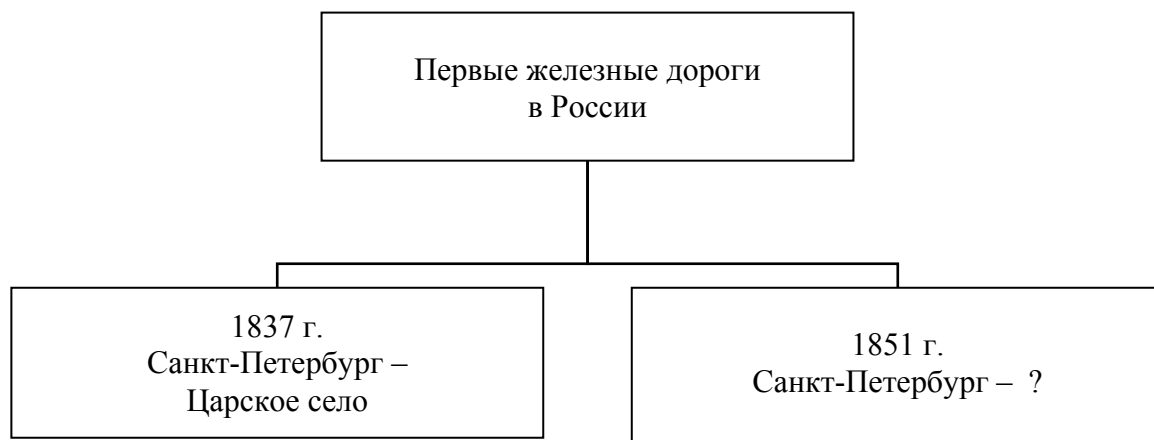 Первые железные дороги
в России
1837 г.
Санкт-Петербург –
Царское село
1851 г.
Санкт-Петербург – ?